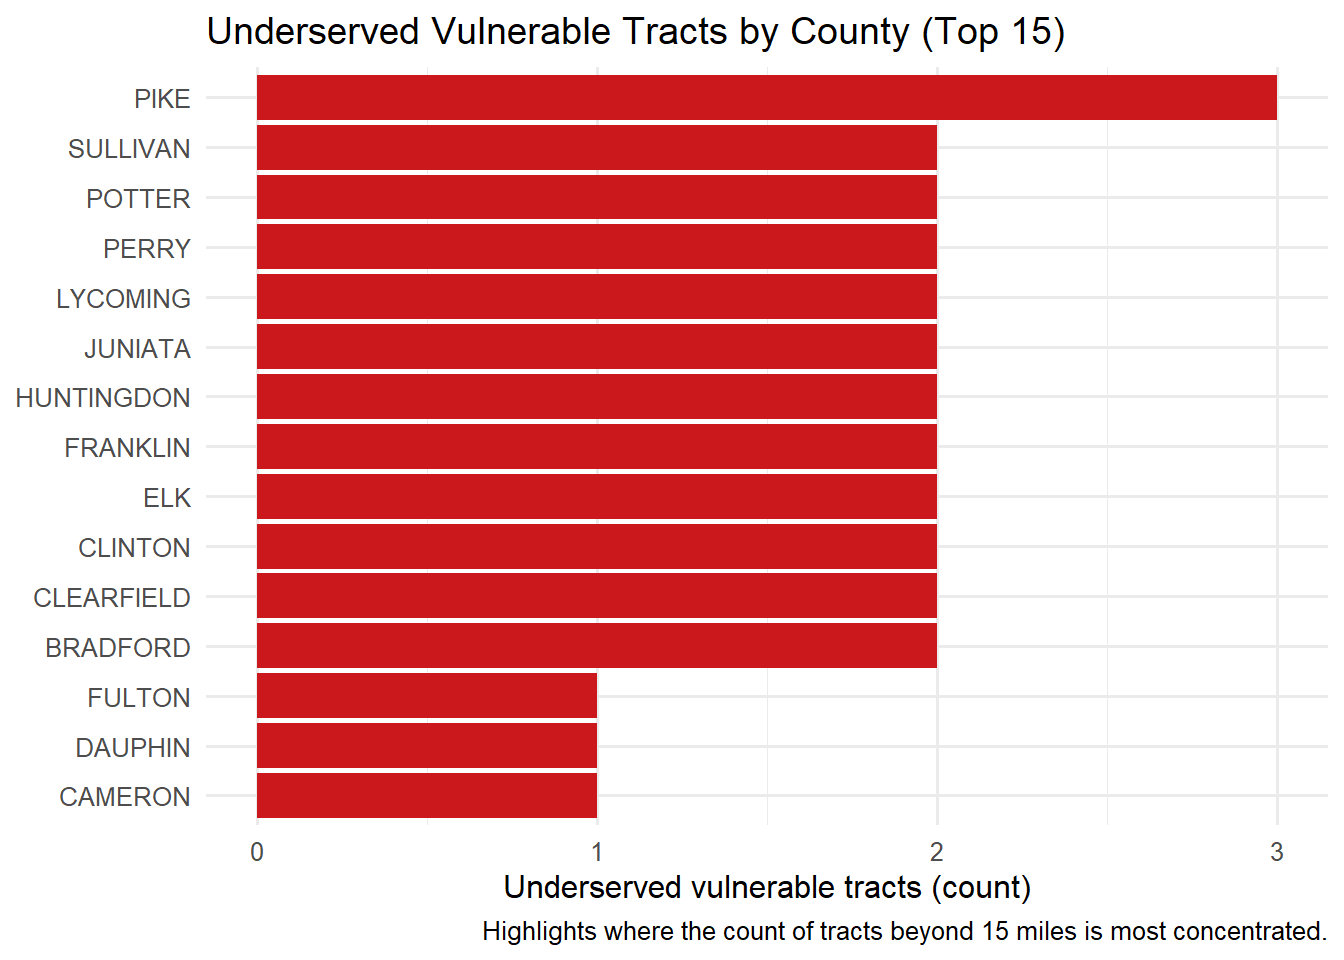 Underserved Vulnerable Tracts by County (Top 15)
PIKE
SULLIVAN
POTTER
PERRY
LYCOMING
JUNIATA
HUNTINGDON
FRANKLIN
ELK
CLINTON
CLEARFIELD
BRADFORD
FULTON
DAUPHIN
CAMERON
0 1 2 3
Underserved vulnerable tracts (count)
Highlights where the count of tracts beyond 15 miles is most concentrated.